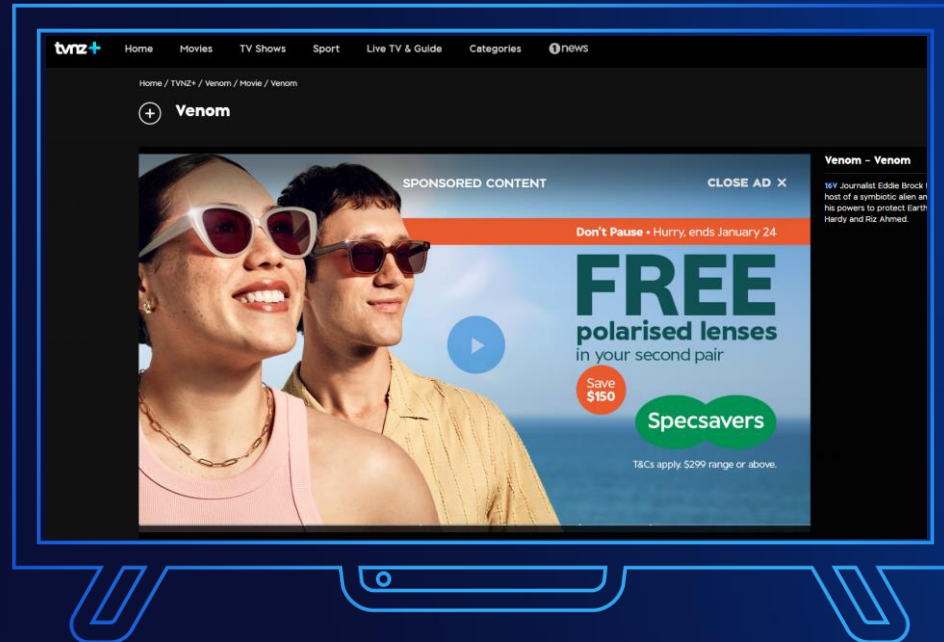 tvnz+
Home Movies TV Shows Sport Live TV & Guide Categories 1news
Home / TVNZ+ / Venom / Movie / Venom
Venom
SPONSORED CONTENT
CLOSE AD X
Don't Pause • Hurry, ends January 24
FREE
polarised lenses
in your second pair
Save
$150
Specsavers
T&Cs apply. $299 range or above.
Venom – Venom
16V Journalist Eddie Brock
host of a symbiotic alien an
his powers to protect Earth
Hardy and Riz Ahmed.